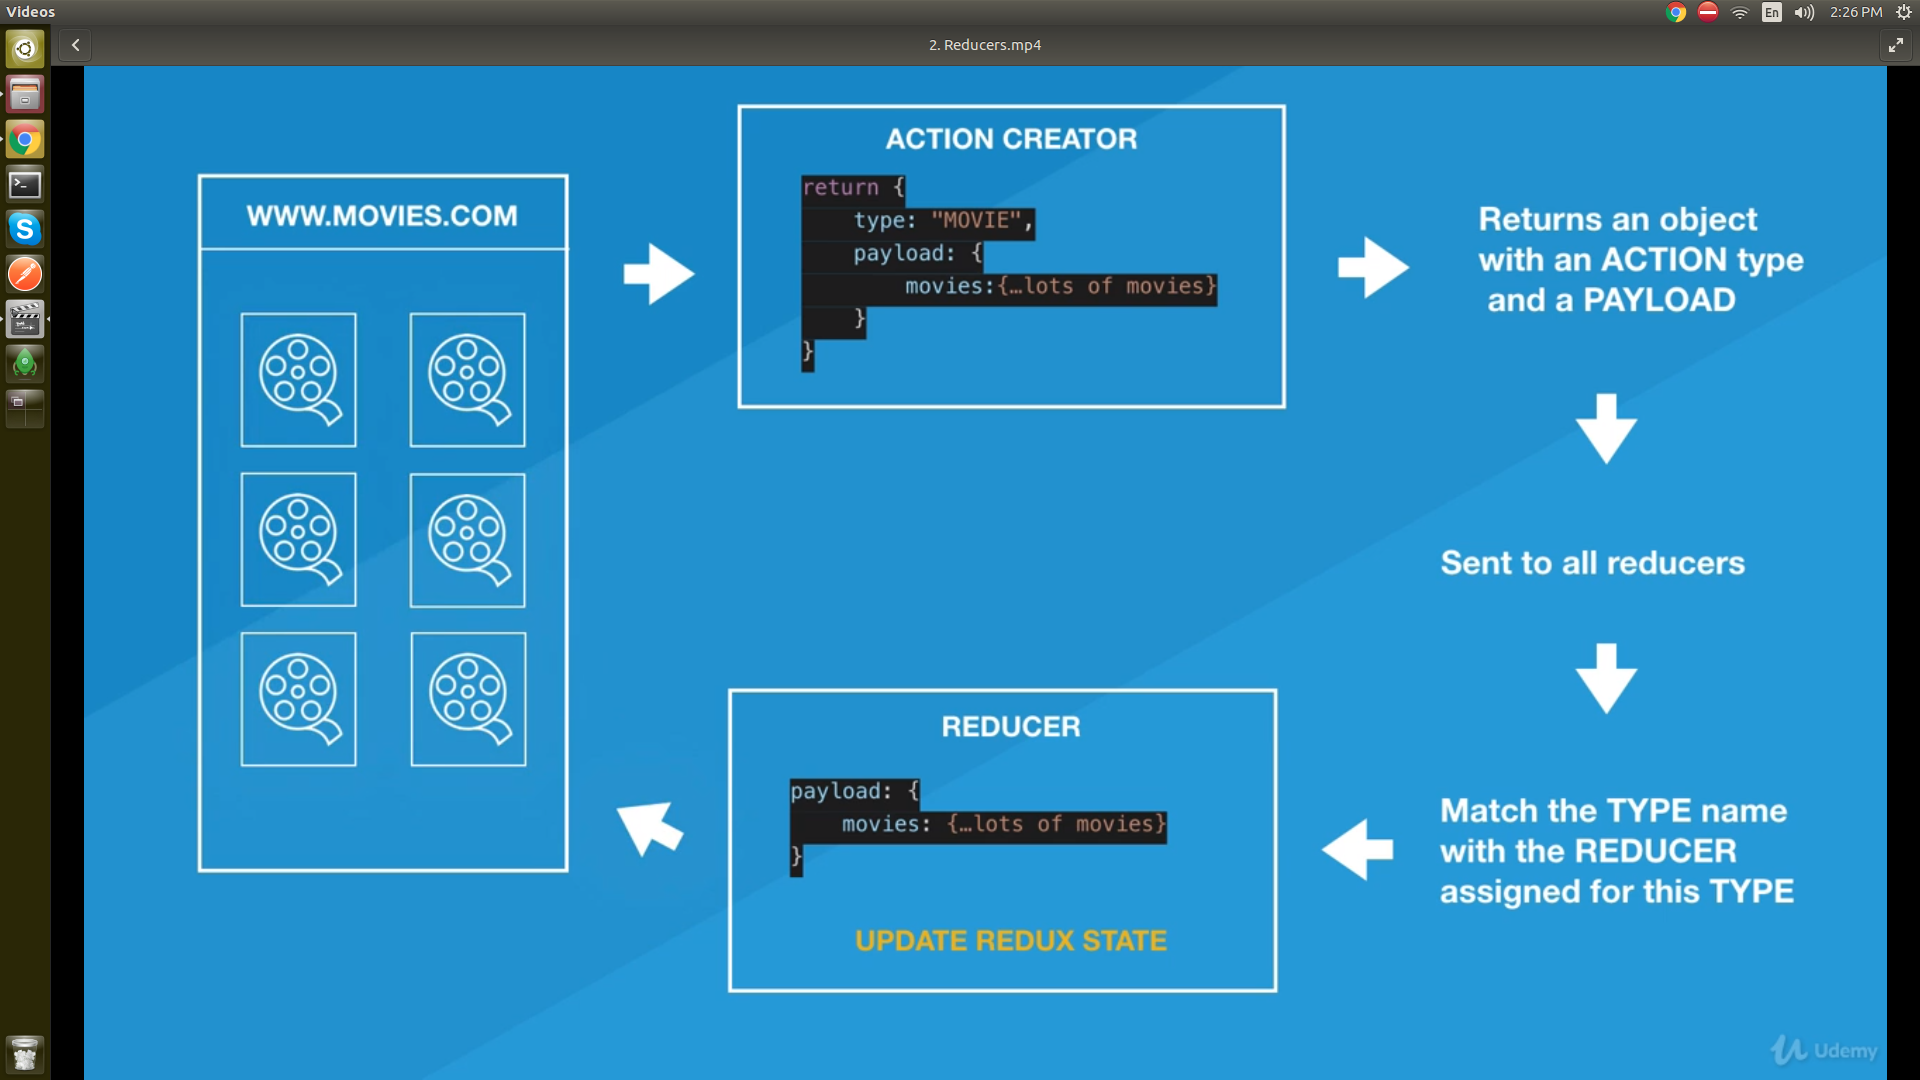 Videos
En
2:26 PM
2. Reducers.mp4
WWW.MOVIES.COM
ACTION CREATOR
return {
type: "MOVIE",
payload: {
movies:{…lots of movies}
}
}
Returns an object
with an ACTION type
and a PAYLOAD
Sent to all reducers
Match the TYPE name
with the REDUCER
assigned for this TYPE
REDUCER
payload: {
movies: {…lots of movies}
}
UPDATE REDUX STATE
Udemy